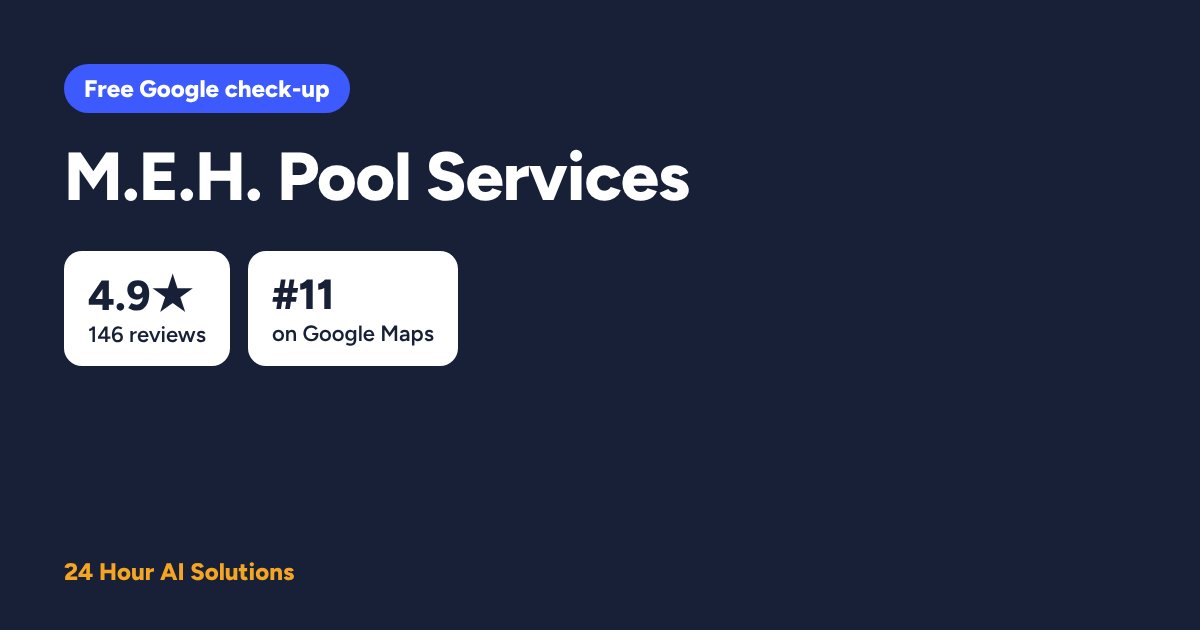 Free Google check-up
M.E.H. Pool Services
4.9★
146 reviews
#11
on Google Maps
24 Hour AI Solutions